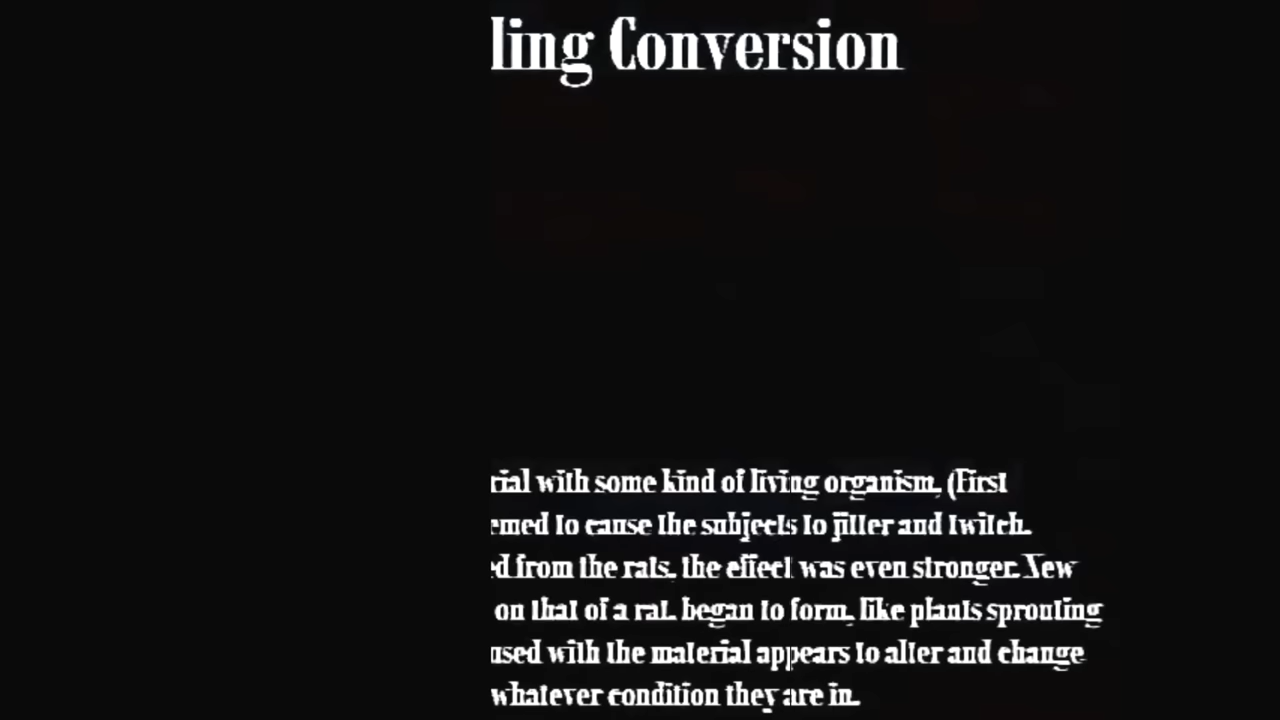 ling Conversion
rial with some kind of living organism. (First
emed to cause the subjects to jitter and twitch.
ed from the rats, the effect was even stronger. New
on that of a rat, began to form, like plants sprouting
used with the material appears to alter and change
whatever condition they are in.